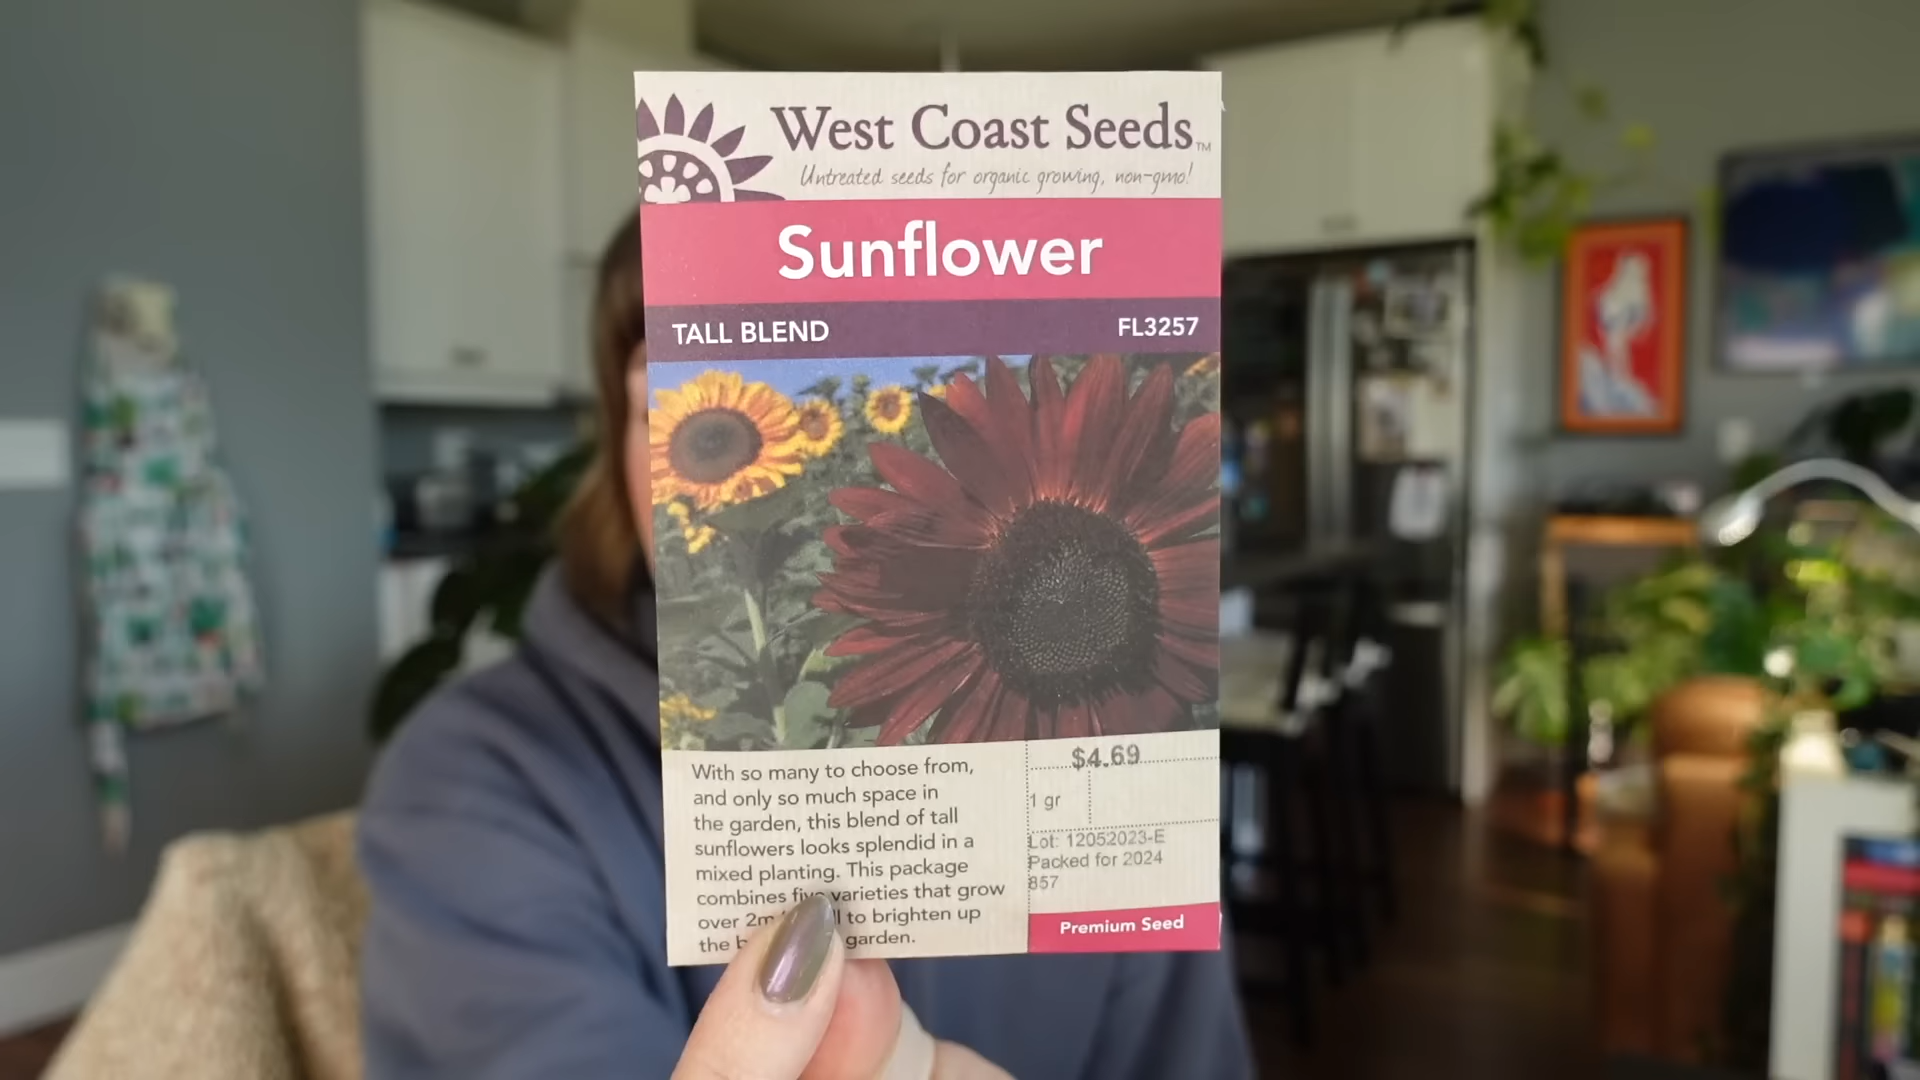 West Coast Seeds™
Untreated seeds for organic growing, non-gmo!
Sunflower
TALL BLEND
FL3257
With so many to choose from,
and only so much space in
the garden, this blend of tall
sunflowers looks splendid in a
mixed planting. This package
combines five varieties that grow
over 2m to brighten up
the garden.
$4.69
1 gr
Lot: 12052023-E
Packed for 2024
857
Premium Seed